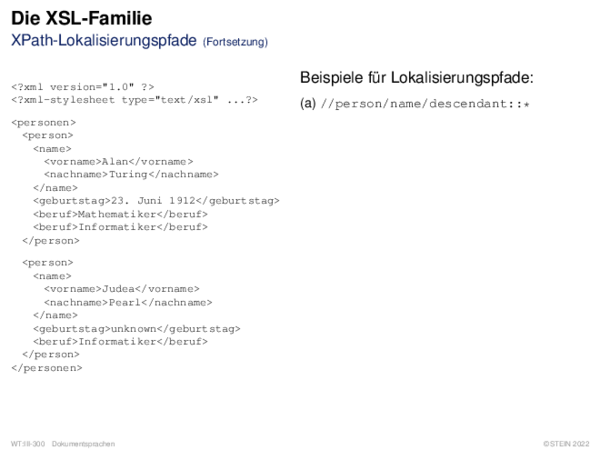 Die XSL-Familie
XPath-Lokalisierungspfade (Fortsetzung)
<?xml version="1.0" ?>
<?xml-stylesheet type="text/xsl" ...?>
<personen>
<person>
<name>
<vorname>Alan</vorname>
<nachname>Turing</nachname>
</name>
<geburtstag>23. Juni 1912</geburtstag>
<beruf>Mathematiker</beruf>
<beruf>Informatiker</beruf>
</person>
<person>
<name>
<vorname>Judea</vorname>
<nachname>Pearl</nachname>
</name>
<geburtstag>unknown</geburtstag>
<beruf>Informatiker</beruf>
</person>
</personen>
Beispiele für Lokalisierungspfade:
(a) //person/name/descendant::*
WT:III-300 Dokumentsprachen
©STEIN 2022